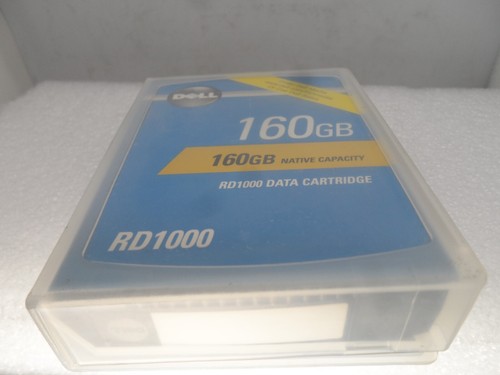 DELL
160GB
160GB NATIVE CAPACITY
RD1000 DATA CARTRIDGE
RD1000